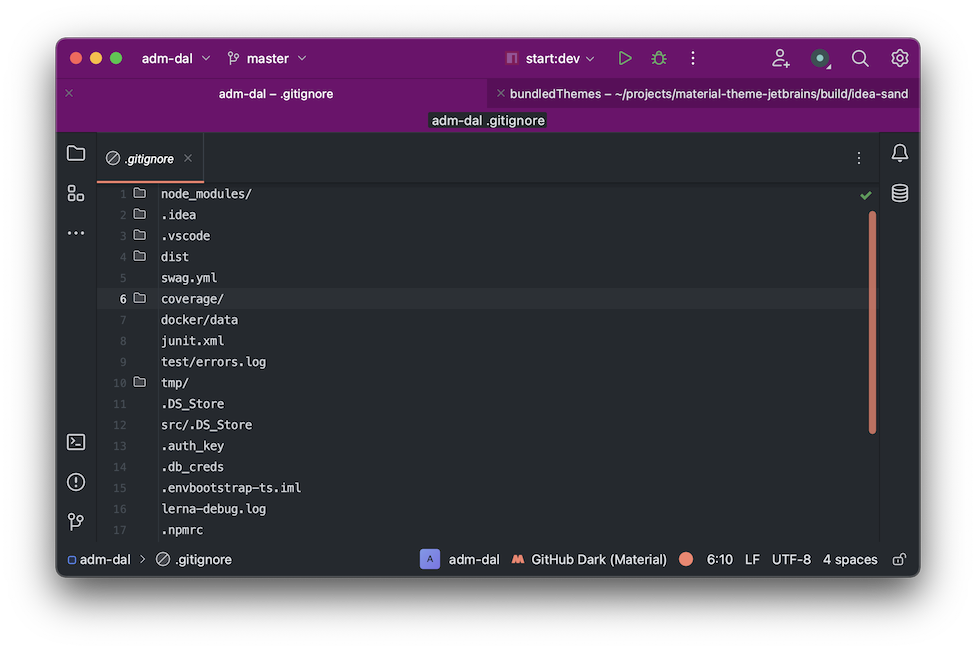 adm-dal master start:dev
adm-dal – .gitignore bundledThemes – ~/projects/material-theme-jetbrains/build/idea-sand
adm-dal .gitignore
.gitignore
1 node_modules/
2 .idea
3 .vscode
4 dist
5 swag.yml
6 coverage/
7 docker/data
8 junit.xml
9 test/errors.log
10 tmp/
11 .DS_Store
12 src/.DS_Store
13 .auth_key
14 .db_creds
15 .envbootstrap-ts.iml
16 lerna-debug.log
17 .npmrc
adm-dal .gitignore A adm-dal GitHub Dark (Material) 6:10 LF UTF-8 4 spaces